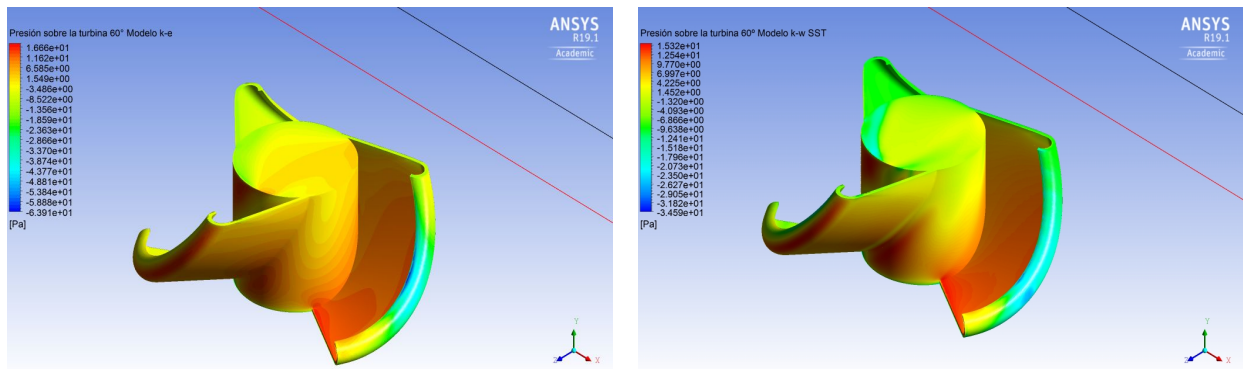 Presión sobre la turbina 60° Modelo k-e
1.666e+01
1.162e+01
6.585e+00
1.549e+00
-3.486e+00
-8.522e+00
-1.356e+01
-1.859e+01
-2.363e+01
-2.866e+01
-3.370e+01
-3.874e+01
-4.377e+01
-4.881e+01
-5.384e+01
-5.888e+01
-6.391e+01
[Pa]
ANSYS
R19.1
Academic
Y
Z
X
Presión sobre la turbina 60º Modelo k-w SST
1.532e+01
1.254e+01
9.770e+00
6.997e+00
4.225e+00
1.452e+00
-1.320e+00
-4.093e+00
-6.866e+00
-9.638e+00
-1.241e+01
-1.518e+01
-1.796e+01
-2.073e+01
-2.350e+01
-2.627e+01
-2.905e+01
-3.182e+01
-3.459e+01
[Pa]
ANSYS
R19.1
Academic
Y
Z
X